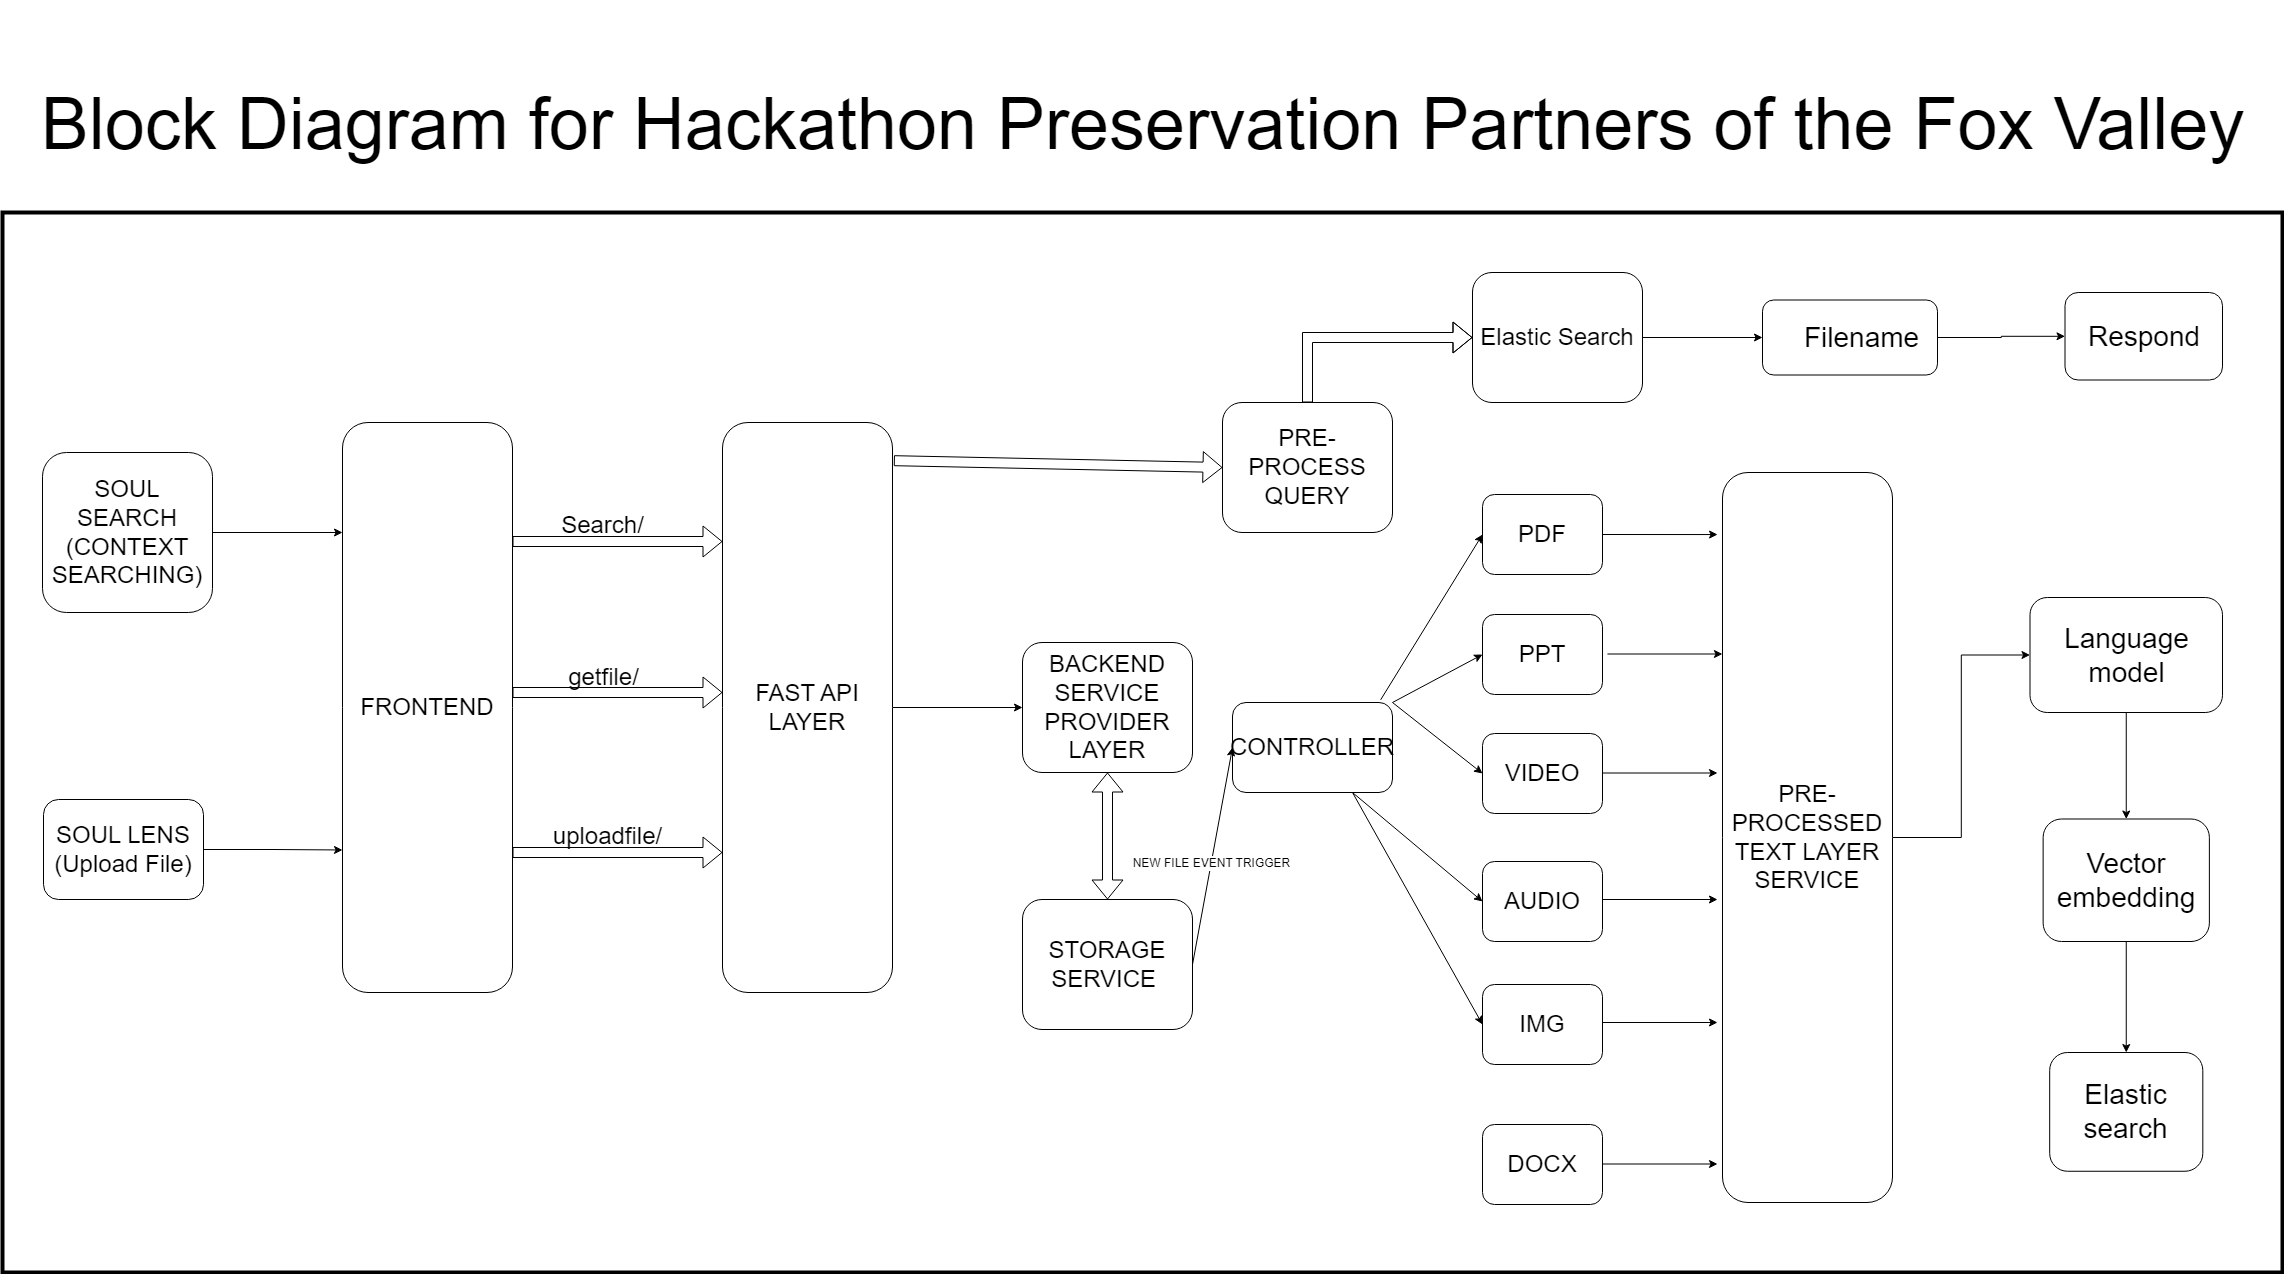 Block Diagram for Hackathon Preservation Partners of the Fox Valley
Elastic Search
Filename
Respond
PRE-
PROCESS
QUERY
SOUL
SEARCH
(CONTEXT
SEARCHING)
FRONTEND
Search/
getfile/
uploadfile/
FAST API
LAYER
SOUL LENS
(Upload File)
BACKEND
SERVICE
PROVIDER
LAYER
NEW FILE EVENT TRIGGER
STORAGE
SERVICE
CONTROLLER
PDF
PPT
VIDEO
AUDIO
IMG
DOCX
PRE-
PROCESSED
TEXT LAYER
SERVICE
Language
model
Vector
embedding
Elastic
search